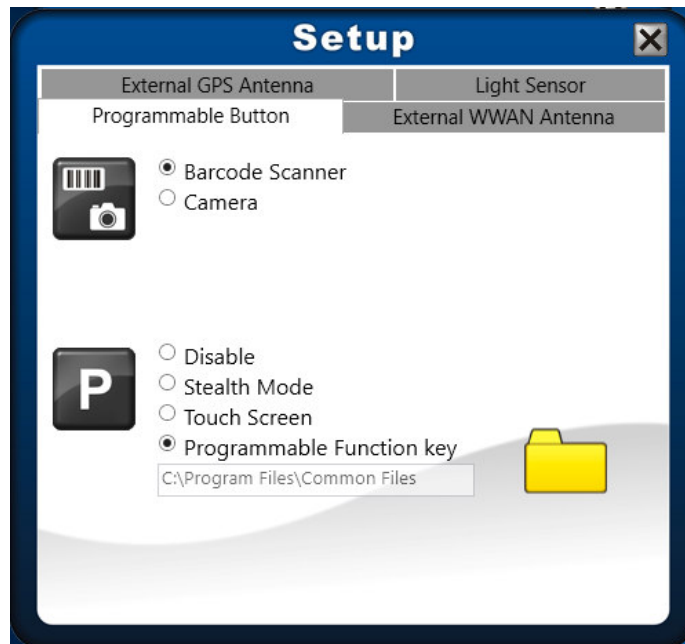 Setup
External GPS Antenna
Light Sensor
Programmable Button
External WWAN Antenna
Barcode Scanner
Camera
P
Disable
Stealth Mode
Touch Screen
Programmable Function key
C:\Program Files\Common Files